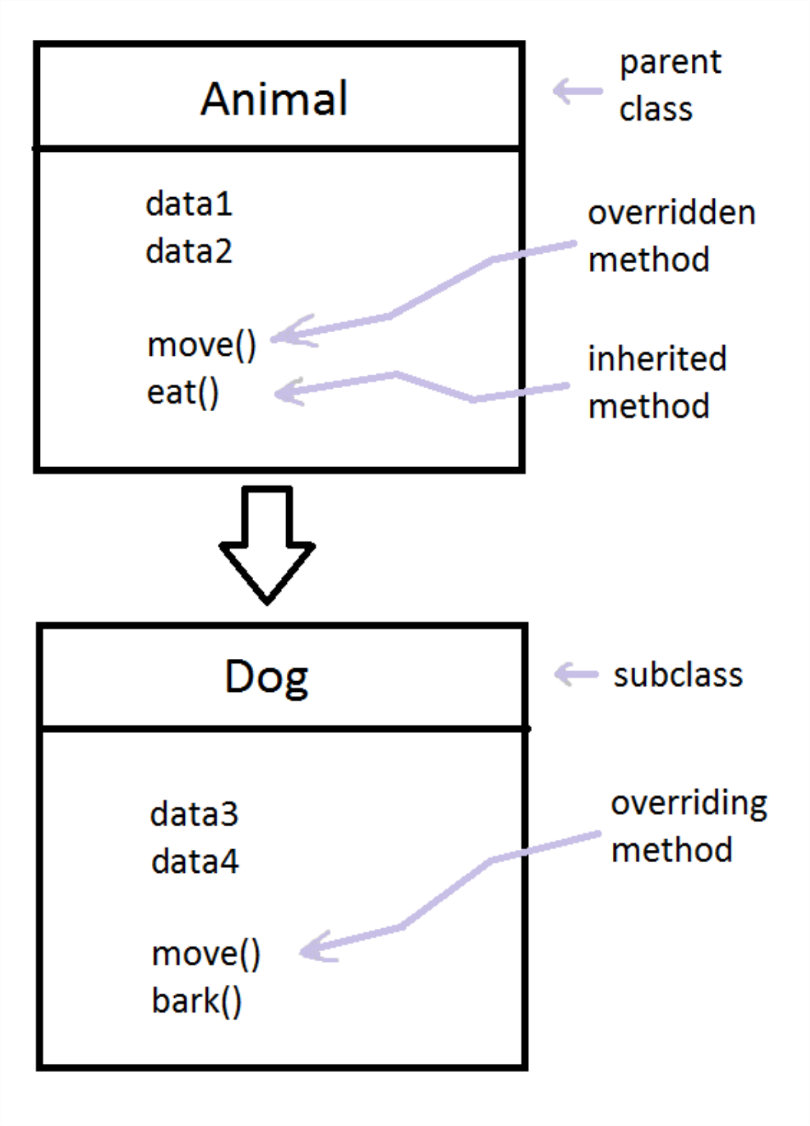 Animal
parent
class
data1
data2
overridden
method
move()
eat()
inherited
method
Dog
subclass
data3
data4
overriding
method
move()
bark()